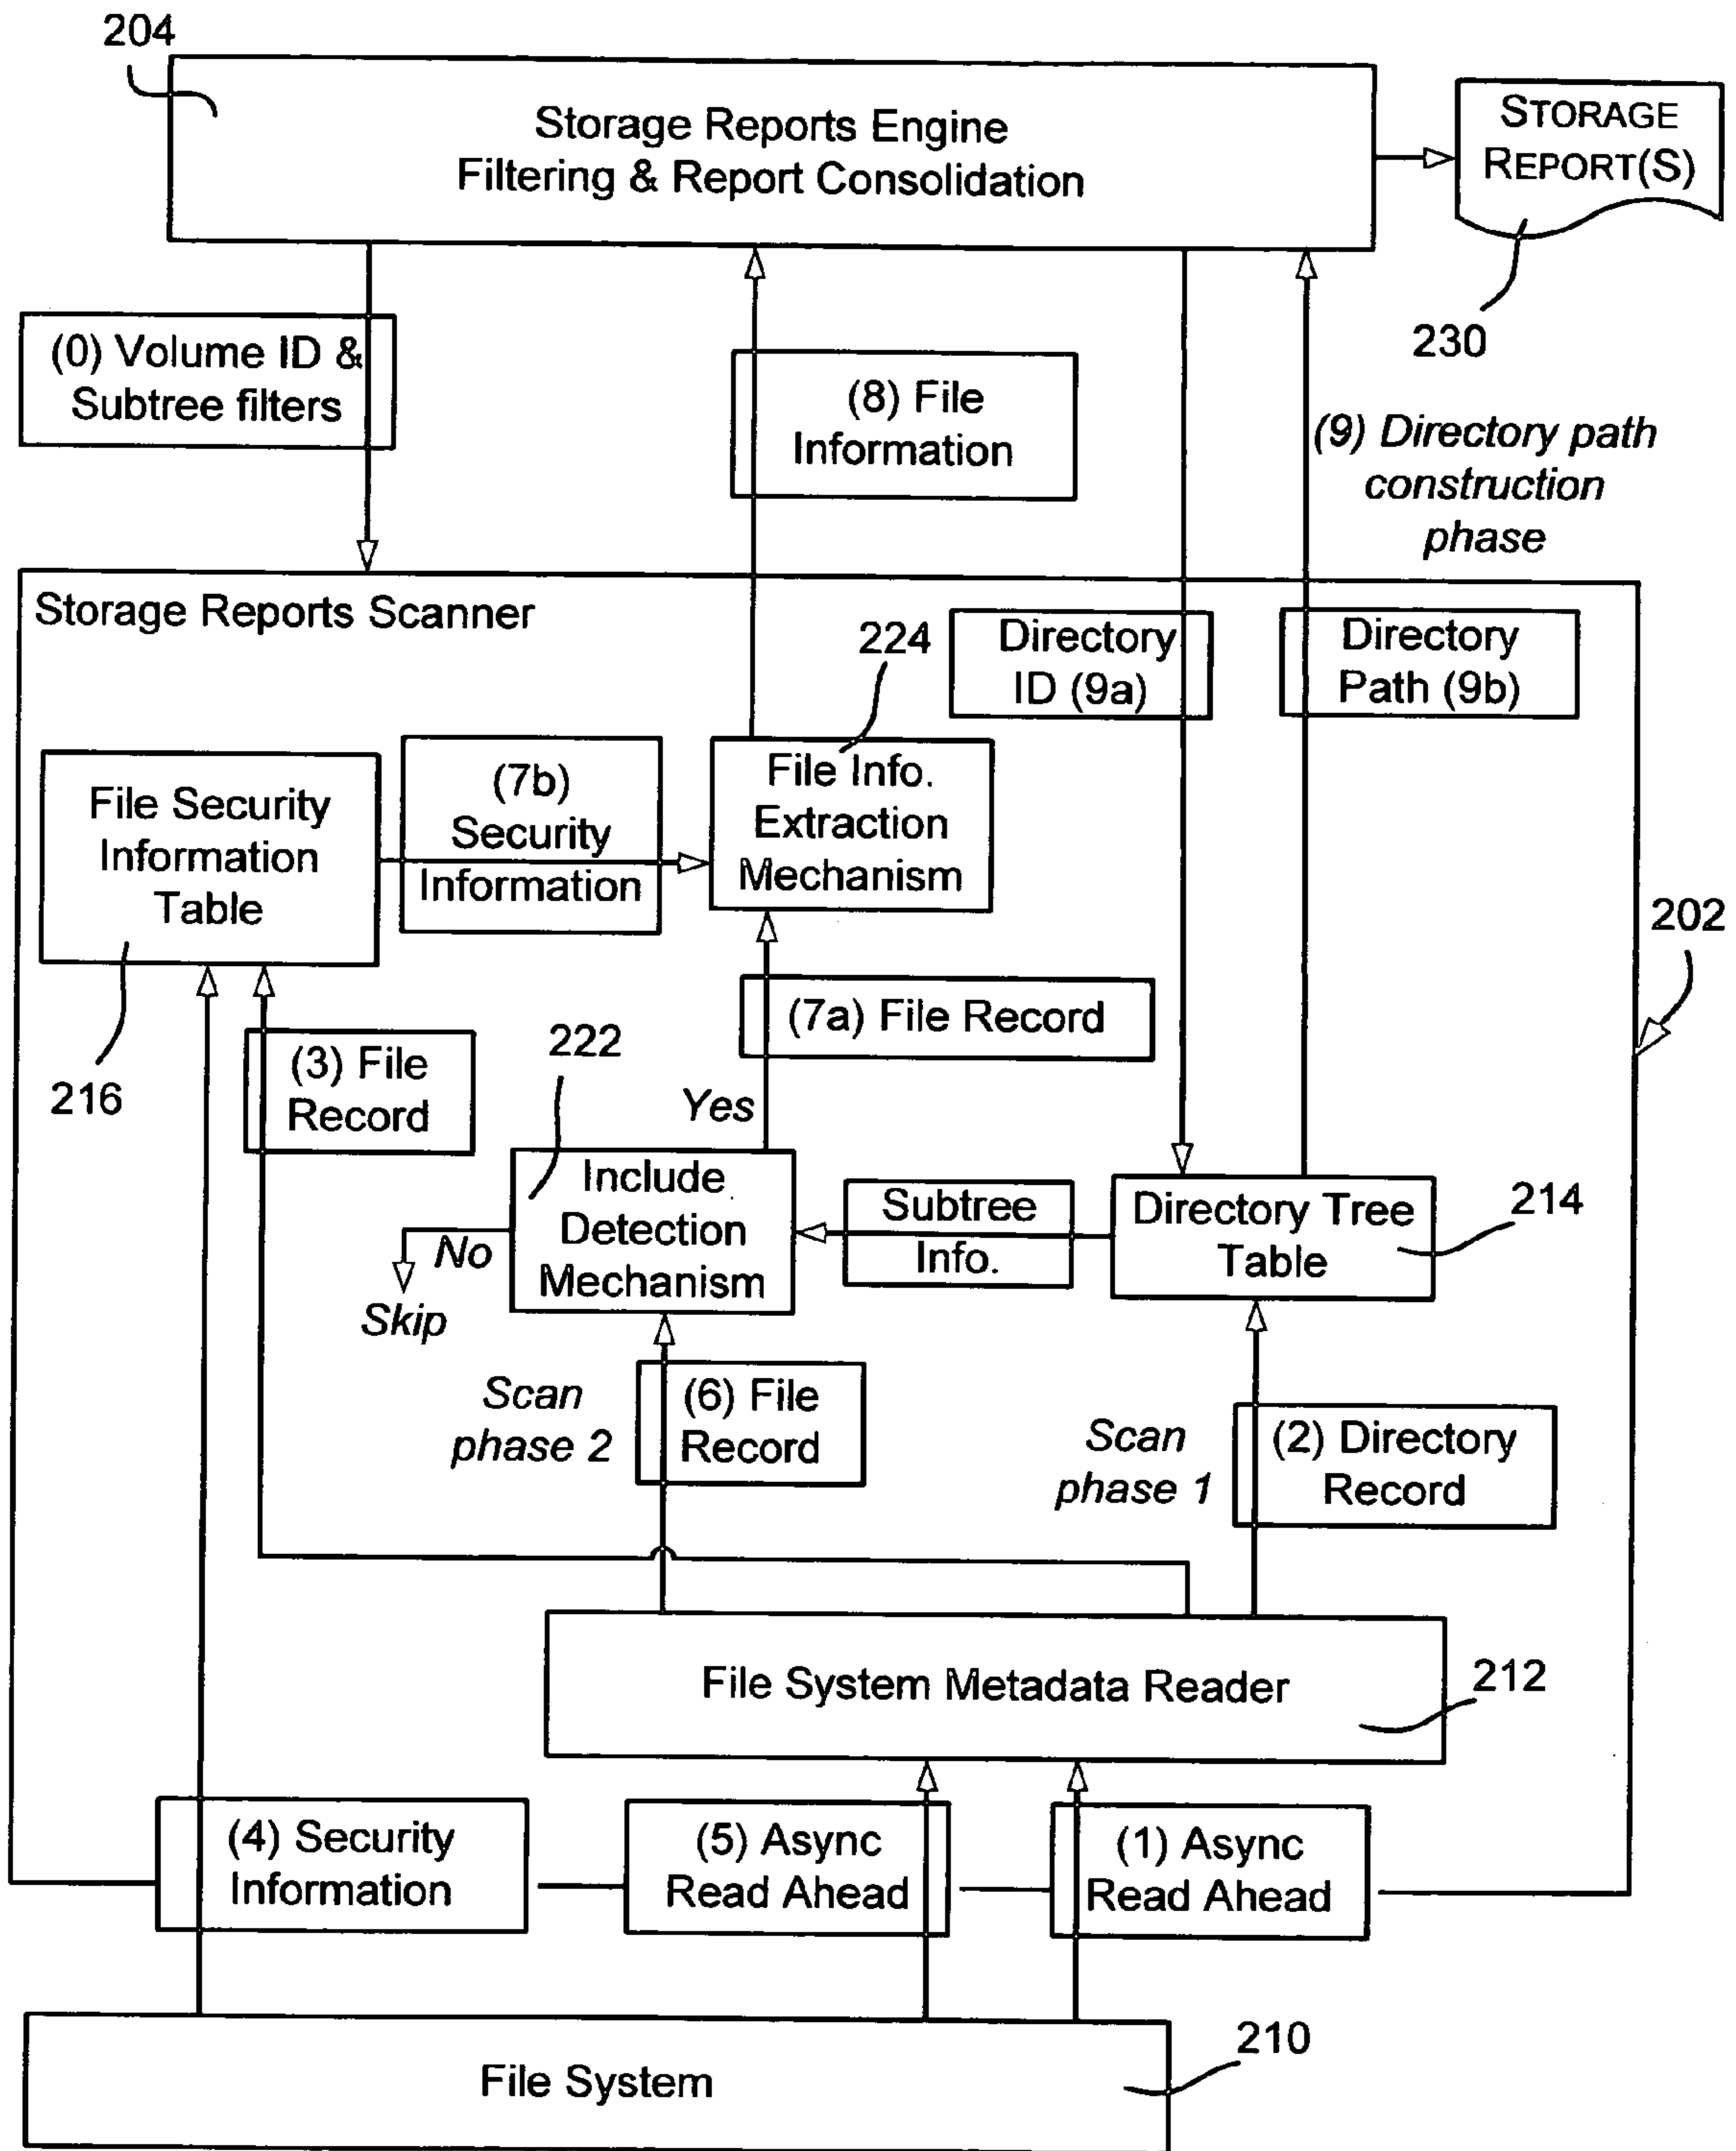 204
Storage Reports Engine
Filtering & Report Consolidation
STORAGE
REPORT(S)
230
(0) Volume ID &
Subtree filters
(8) File
Information
(9) Directory path
construction
phase
Storage Reports Scanner
224
Directory
ID (9a)
Directory
Path (9b)
File Security
Information
Table
(7b)
Security
Information
File Info.
Extraction
Mechanism
202
216
(3) File
Record
222
(7a) File Record
Yes
Include
Detection
Mechanism
No
Skip
Subtree
Info.
Directory Tree
Table
214
Scan
phase 2
(6) File
Record
Scan
phase 1
(2) Directory
Record
File System Metadata Reader
212
(4) Security
Information
(5) Async
Read Ahead
(1) Async
Read Ahead
File System
210